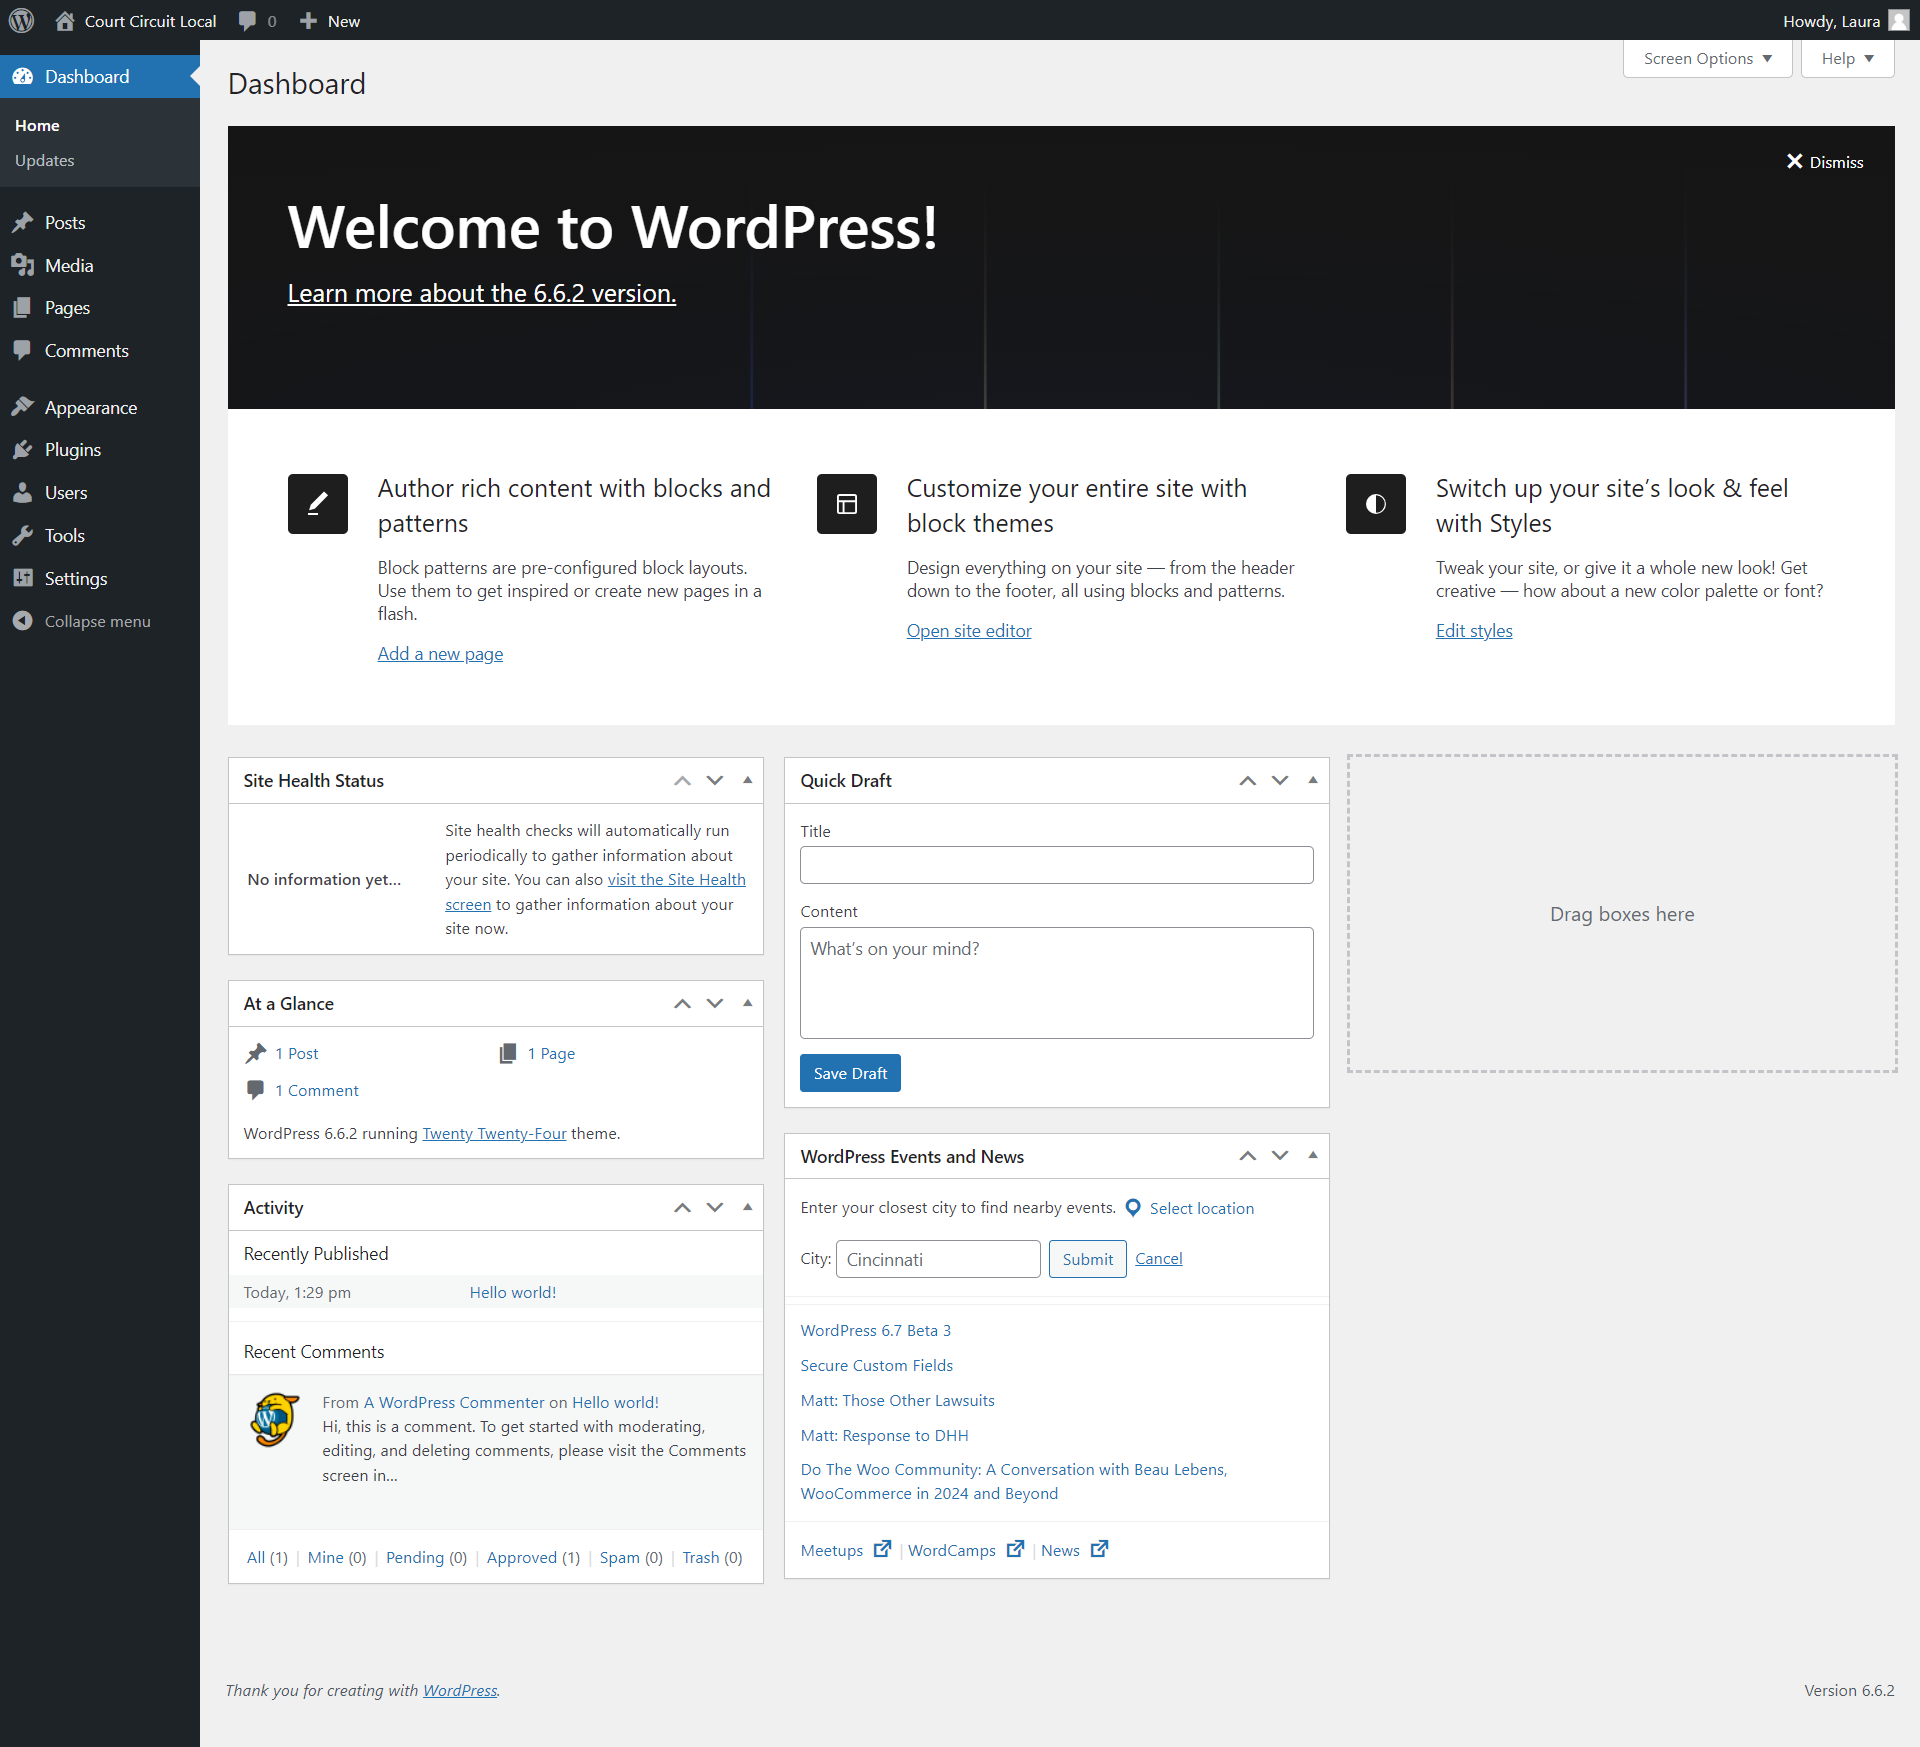 Court Circuit Local
0
New
Howdy, Laura
Dashboard
Home
Updates
Posts
Media
Pages
Comments
Appearance
Plugins
Users
Tools
Settings
Collapse menu
Screen Options
Help
Dashboard
Dismiss
Welcome to WordPress!
Learn more about the 6.6.2 version.
Author rich content with blocks and
patterns
Block patterns are pre-configured block layouts.
Use them to get inspired or create new pages in a
flash.
Add a new page
Customize your entire site with
block themes
Design everything on your site — from the header
down to the footer, all using blocks and patterns.
Open site editor
Switch up your site’s look & feel
with Styles
Tweak your site, or give it a whole new look! Get
creative — how about a new color palette or font?
Edit styles
Site Health Status
No information yet…
Site health checks will automatically run
periodically to gather information about
your site. You can also visit the Site Health
screen to gather information about your
site now.
At a Glance
1 Post
1 Page
1 Comment
WordPress 6.6.2 running Twenty Twenty-Four theme.
Activity
Recently Published
Today, 1:29 pm
Hello world!
Recent Comments
From A WordPress Commenter on Hello world!
Hi, this is a comment. To get started with moderating,
editing, and deleting comments, please visit the Comments
screen in…
All (1) | Mine (0) | Pending (0) | Approved (1) | Spam (0) | Trash (0)
Quick Draft
Title
Content
What’s on your mind?
Save Draft
WordPress Events and News
Enter your closest city to find nearby events.
Select location
City:
Cincinnati
Submit
Cancel
WordPress 6.7 Beta 3
Secure Custom Fields
Matt: Those Other Lawsuits
Matt: Response to DHH
Do The Woo Community: A Conversation with Beau Lebens,
WooCommerce in 2024 and Beyond
Meetups | WordCamps | News
Drag boxes here
Thank you for creating with WordPress.
Version 6.6.2